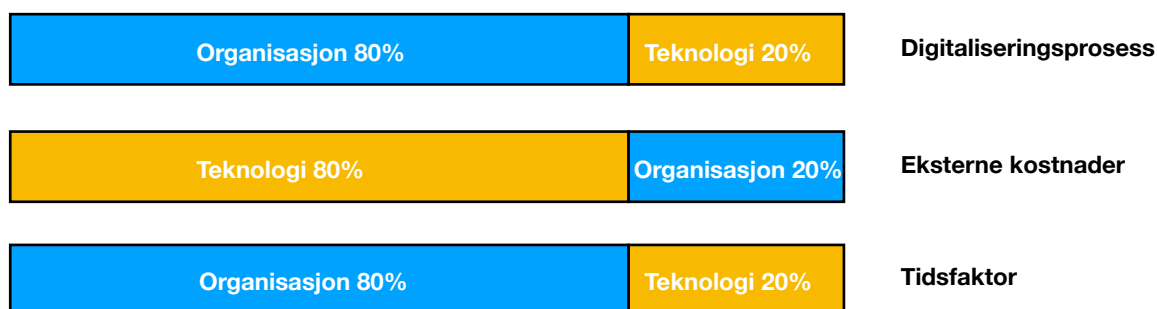 Organisasjon 80% Teknologi 20% Digitaliseringsprosess
Teknologi 80% Organisasjon 20% Eksterne kostnader
Organisasjon 80% Teknologi 20% Tidsfaktor